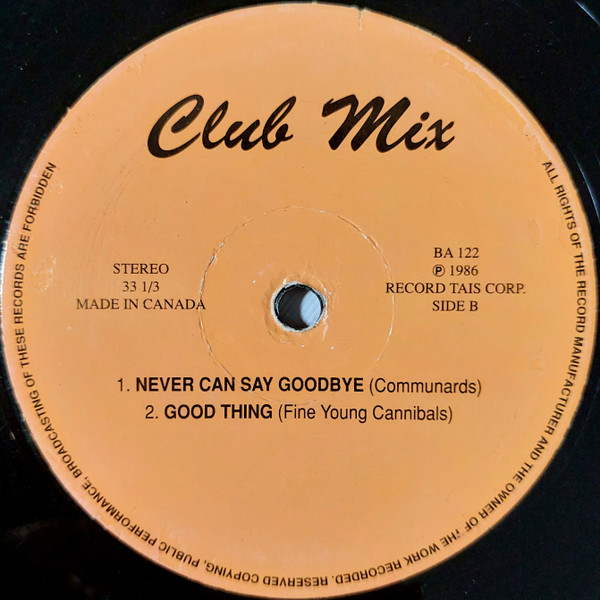 Club Mix
STEREO
33 1/3
MADE IN CANADA
BA 122
℗ 1986
RECORD TAIS CORP.
SIDE B
1. NEVER CAN SAY GOODBYE (Communards)
2. GOOD THING (Fine Young Cannibals)
ALL RIGHTS OF THE RECORD MANUFACTURER AND THE OWNER OF THE WORK RECORDED. RESERVED COPYING, PUBLIC PERFORMANCE, BROADCASTING OF THESE RECORDS ARE FORBIDDEN